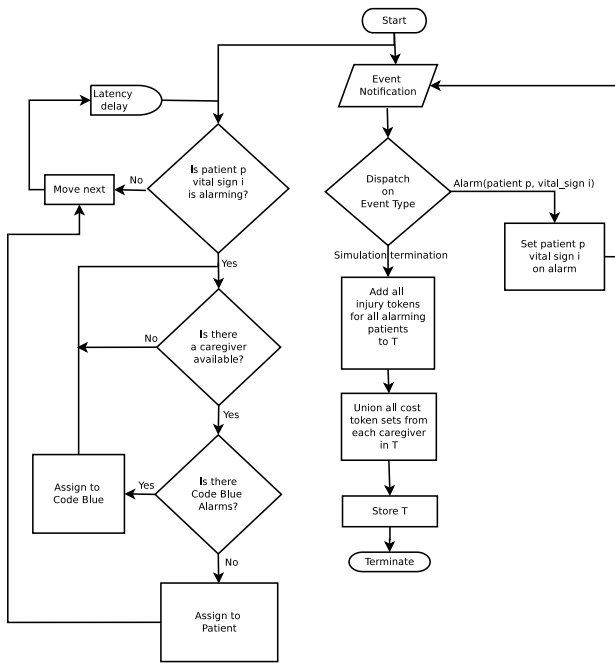 Start
Latency
delay
Event
Notification
Is patient p
vital sign i
is alarming?
No
Move next
Dispatch
on
Event Type
Alarm(patient p, vital_sign i)
Set patient p
vital sign i
on alarm
Yes
Simulation termination
Add all
injury tokens
for all alarming
patients
to T
Is there
a caregiver
available?
No
Yes
Union all cost
token sets from
each caregiver
in T
Is there
Code Blue
Alarms?
Yes
Assign to
Code Blue
Store T
No
Terminate
Assign to
Patient